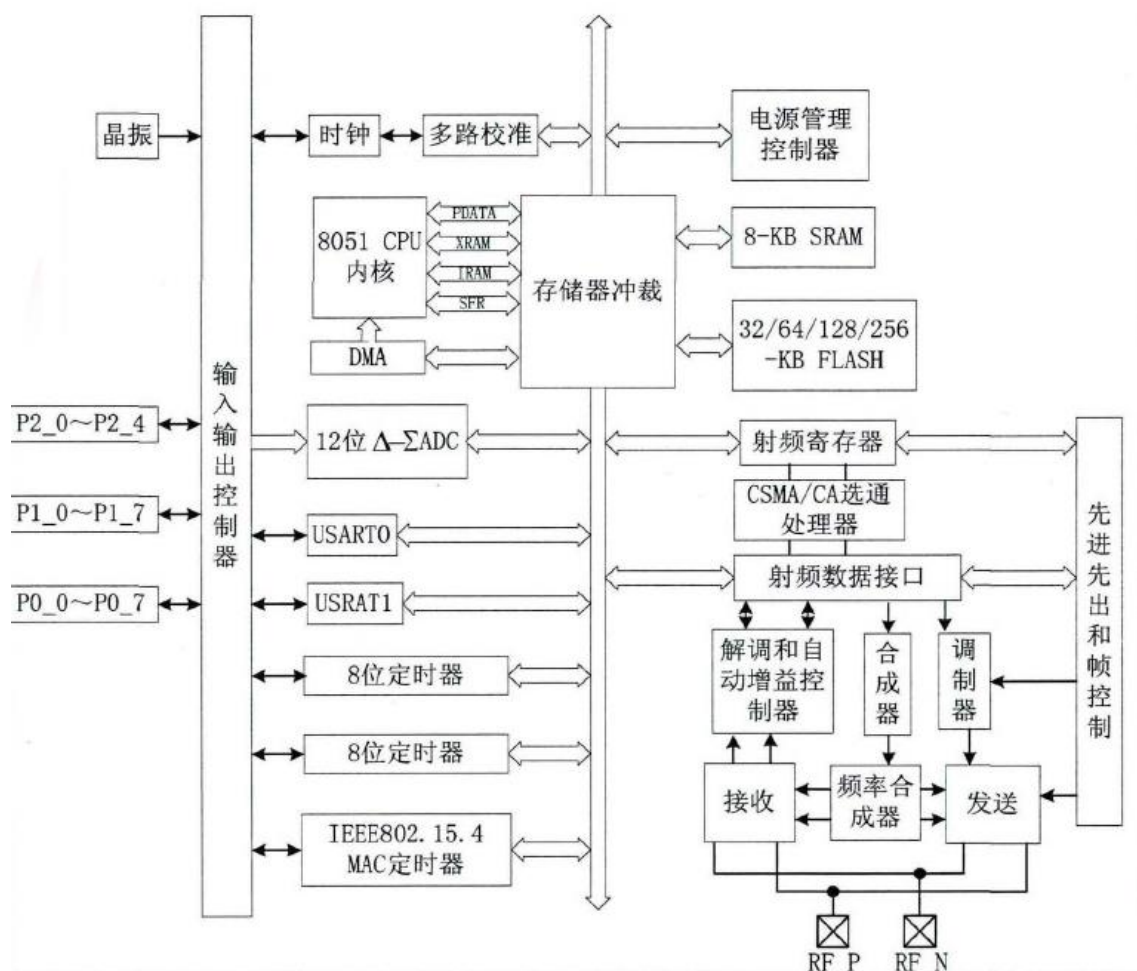 晶振
时钟
多路校准
电源管理
控制器
8051 CPU
内核
PDATA
XRAM
IRAM
SFR
存储器冲裁
8-KB SRAM
32/64/128/256
-KB FLASH
DMA
输入输出控制器
P2_0～P2_4
P1_0～P1_7
P0_0～P0_7
12位 Δ-ΣADC
USART0
USRAT1
8位定时器
8位定时器
IEEE802.15.4
MAC定时器
射频寄存器
CSMA/CA选通
处理器
射频数据接口
先进先出和帧控制
解调和自
动增益控
制器
合成器
调制器
接收
频率合
成器
发送
RF_P
RF_N